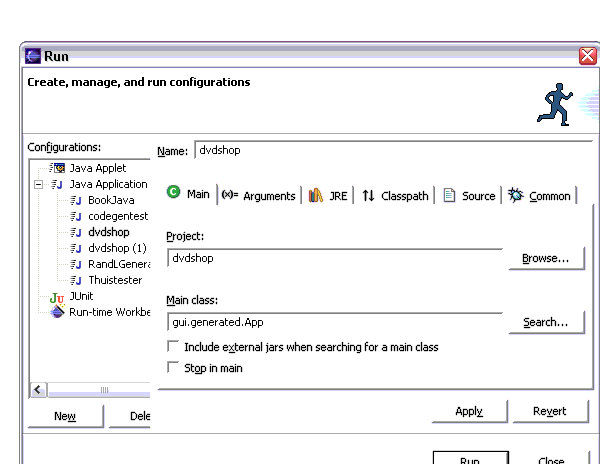 Run
Create, manage, and run configurations
Configurations:
Java Applet
Java Application
BookJava
codegentest
dvdshop
dvdshop (1)
RandLGenera
Thuistester
JUnit
Run-time Workbe
New
Dele
Name: dvdshop
Main (x)= Arguments JRE Classpath Source Common
Project:
dvdshop
Browse...
Main class:
gui.generated.App
Search...
Include external jars when searching for a main class
Stop in main
Apply Revert
Run Close